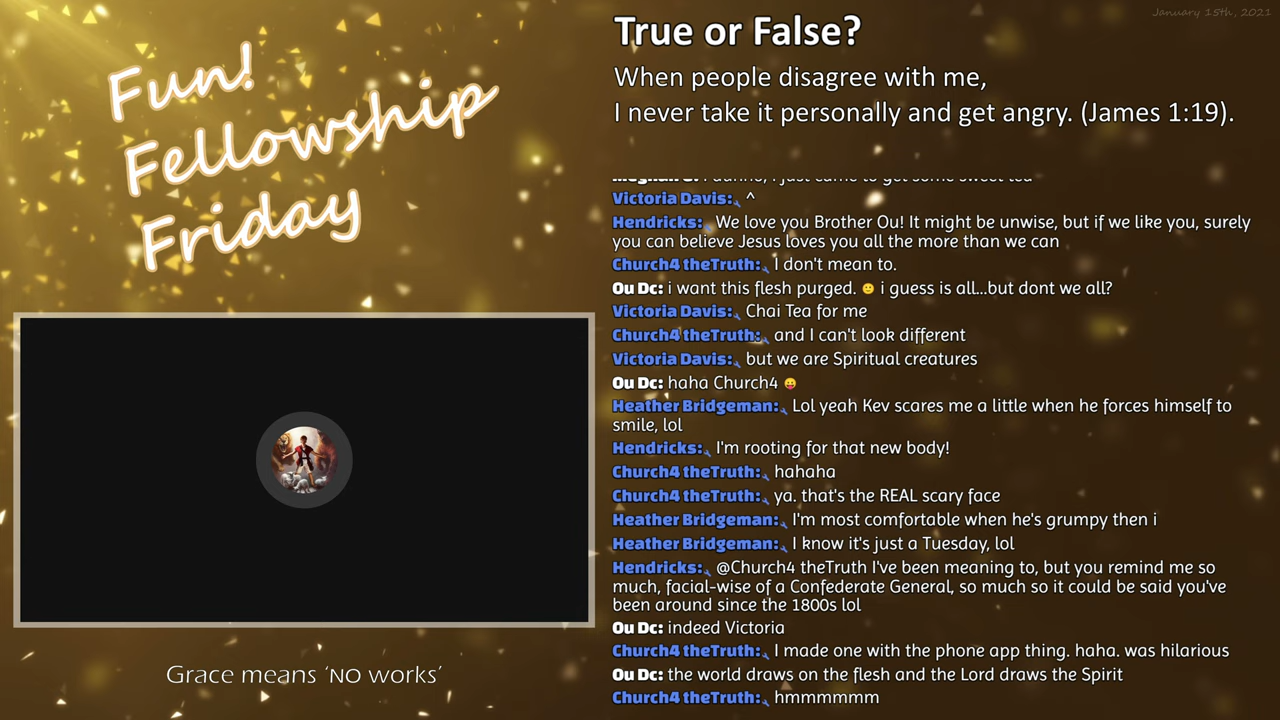 Fun!
Fellowship
Friday
Grace means ‘NO works’
January 15th, 2021
True or False?
When people disagree with me,
I never take it personally and get angry. (James 1:19).
Victoria Davis: ^
Hendricks: We love you Brother Ou! It might be unwise, but if we like you, surely
you can believe Jesus loves you all the more than we can
Church4 theTruth: I don't mean to.
Ou Dc: i want this flesh purged. 🙂 i guess is all...but dont we all?
Victoria Davis: Chai Tea for me
Church4 theTruth: and I can't look different
Victoria Davis: but we are Spiritual creatures
Ou Dc: haha Church4 😛
Heather Bridgeman: Lol yeah Kev scares me a little when he forces himself to
smile, lol
Hendricks: I'm rooting for that new body!
Church4 theTruth: hahaha
Church4 theTruth: ya. that's the REAL scary face
Heather Bridgeman: I'm most comfortable when he's grumpy then i
Heather Bridgeman: I know it's just a Tuesday, lol
Hendricks: @Church4 theTruth I've been meaning to, but you remind me so
much, facial-wise of a Confederate General, so much so it could be said you've
been around since the 1800s lol
Ou Dc: indeed Victoria
Church4 theTruth: I made one with the phone app thing. haha. was hilarious
Ou Dc: the world draws on the flesh and the Lord draws the Spirit
Church4 theTruth: hmmmmmm